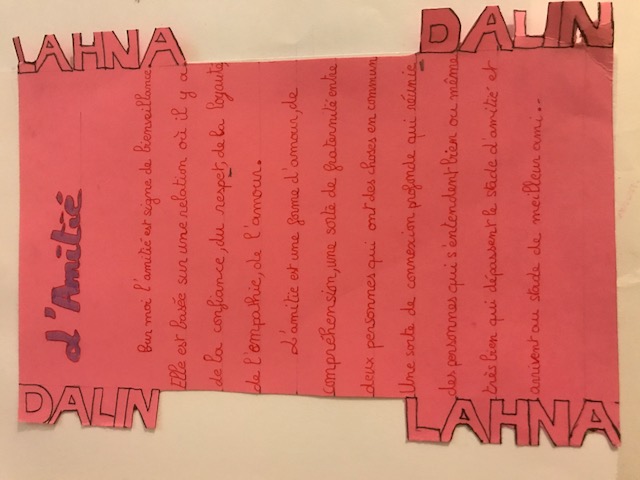 LAHNA
DALIN
DALIN
LAHNA
L'Amitié
Pour moi l'amitié est signe de bienveillance
Elle est basée sur une relation où il y a
de la confiance, du respet, de la loyauté,
de l'empathie, de l'amour.
L'amitié est une forme d'amour, de
compréhension, une sorte de fraternité entre
deux personnes qui ont des choses en commun
Une sorte de connexion profonde qui réunie
des personnes qui s'entendent bien ou même
très bien qui dépassent le stade d'amitié et
arrivent au stade de meilleur ami..